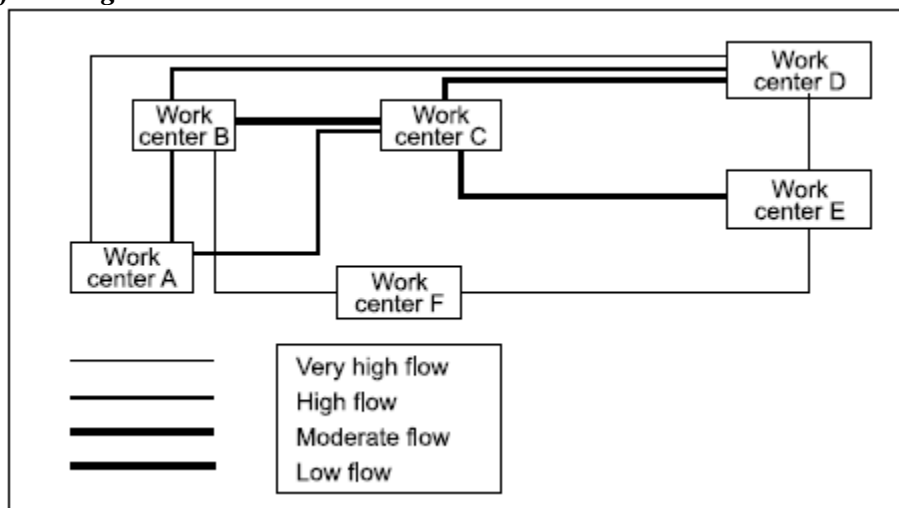 Work
center D
Work
center B
Work
center C
Work
center E
Work
center A
Work
center F
Very high flow
High flow
Moderate flow
Low flow